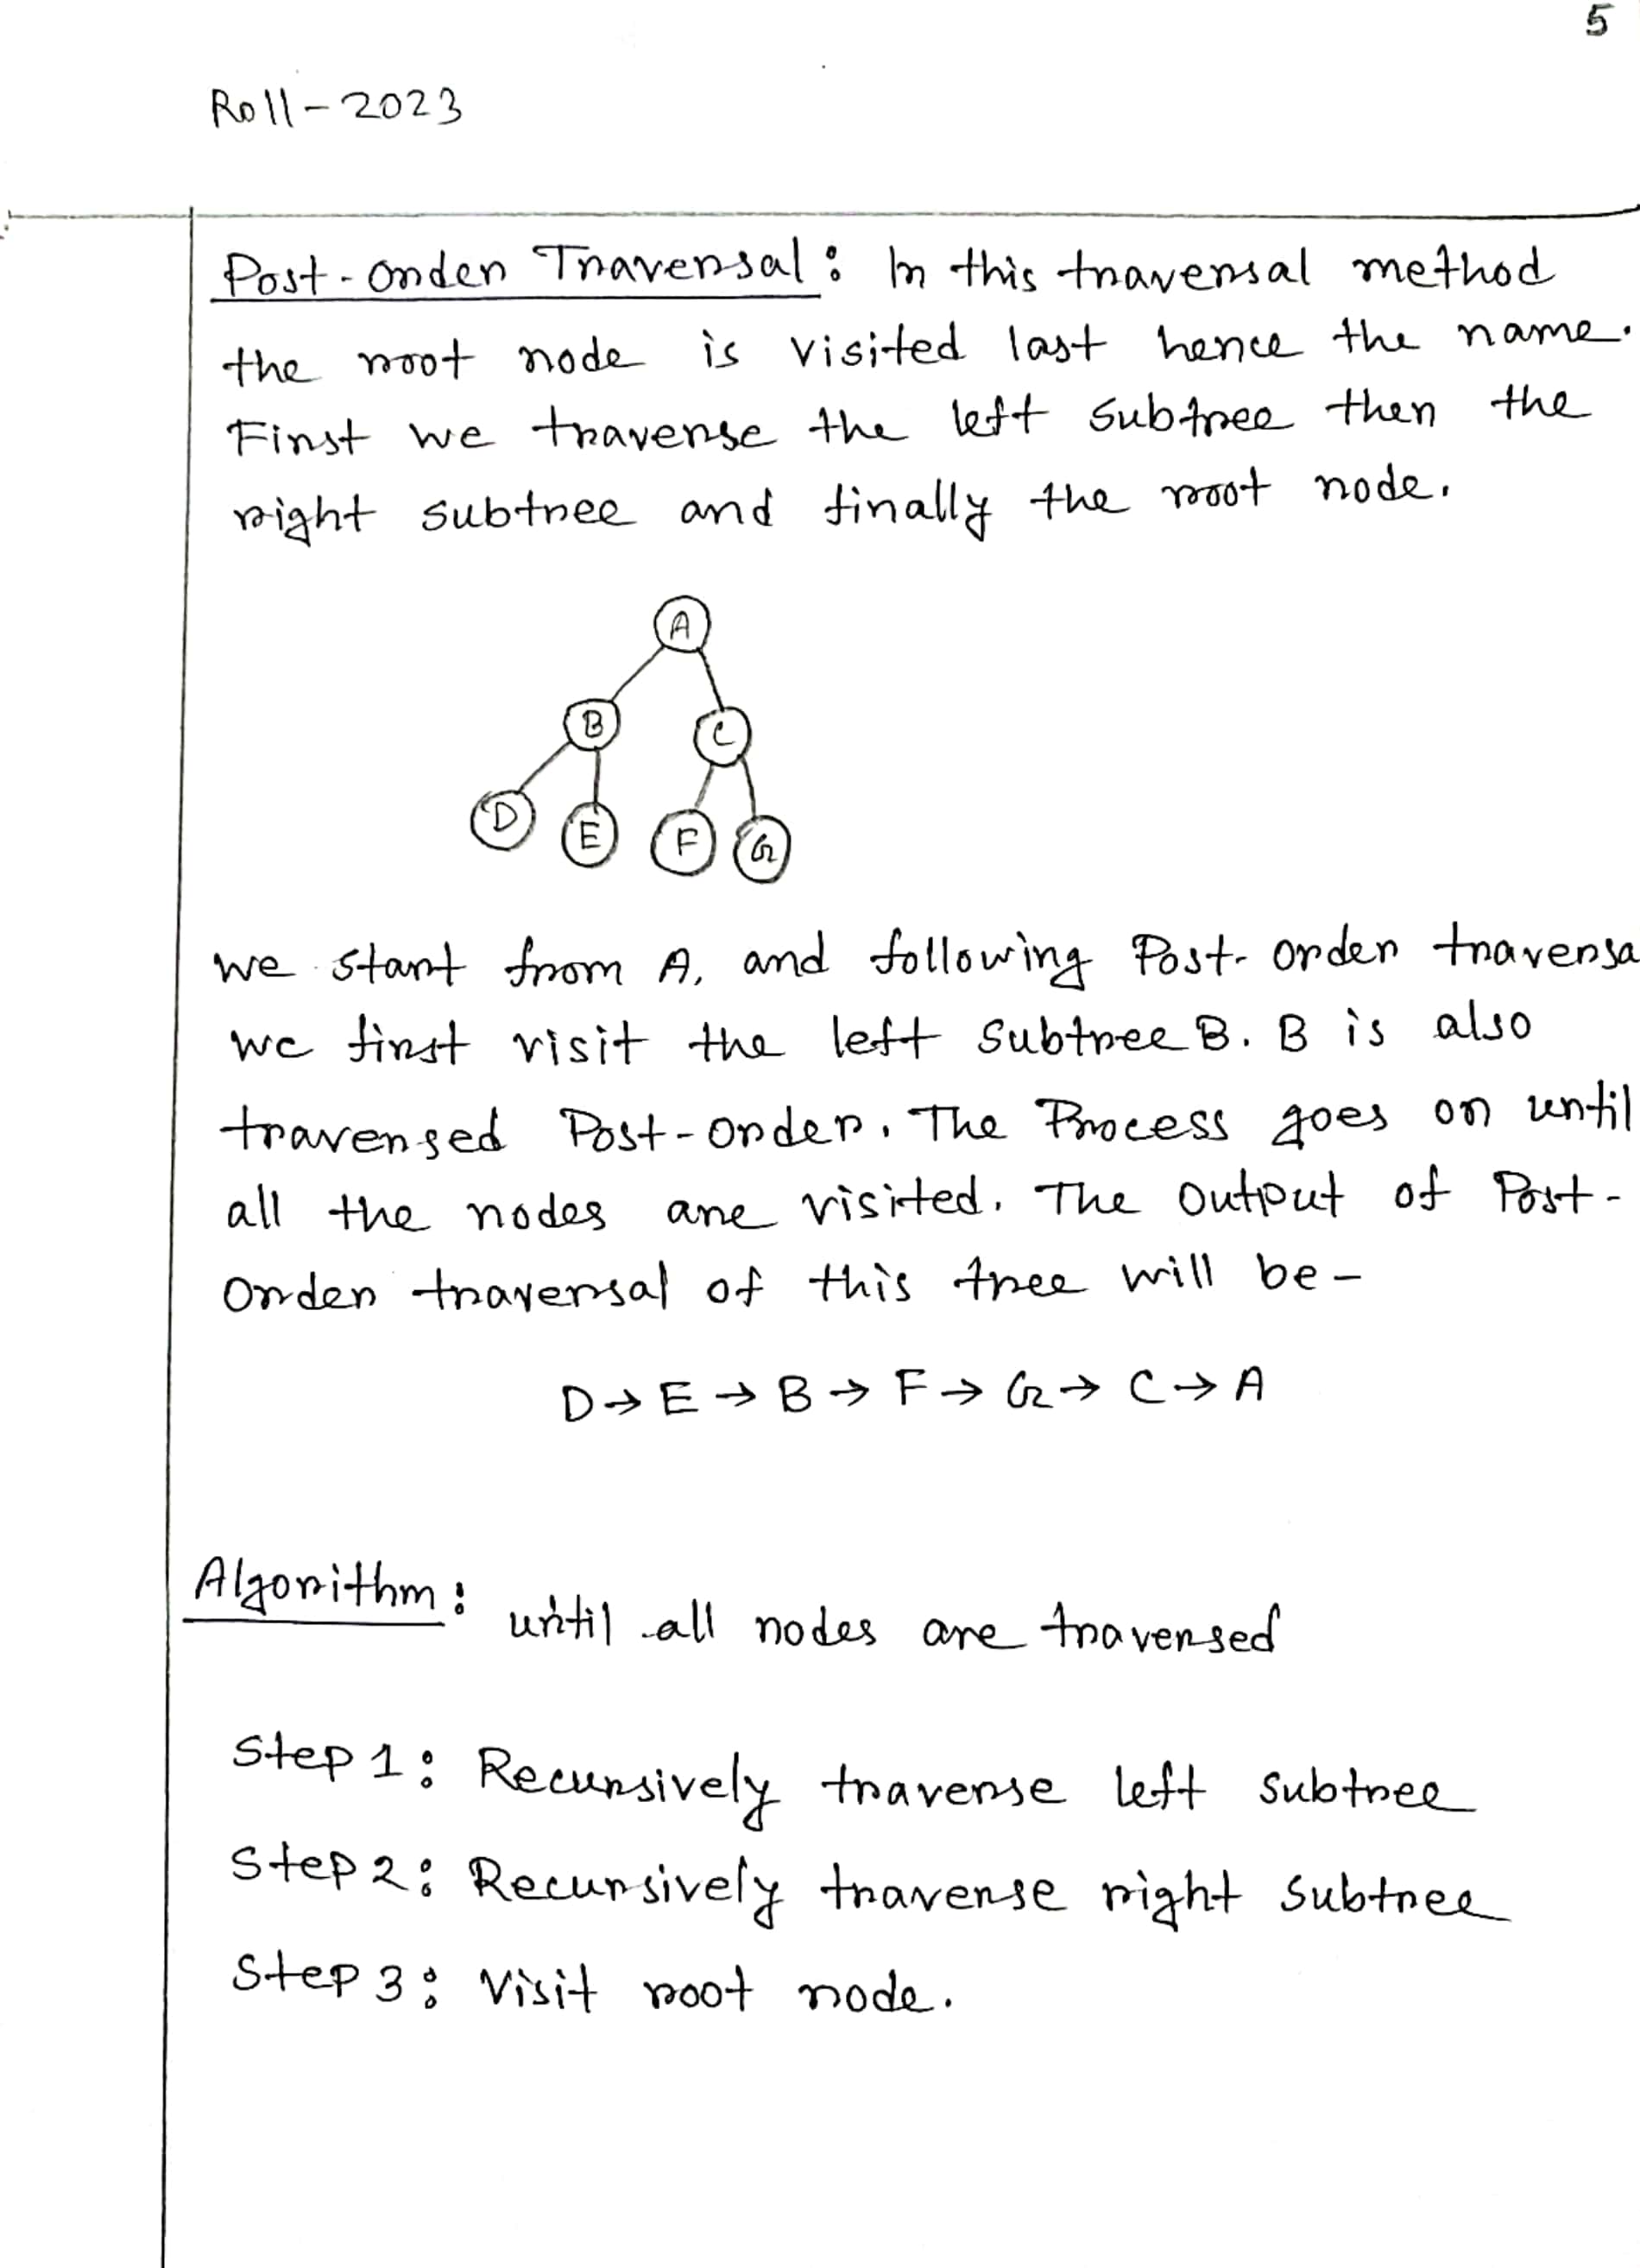 5
Roll-2023
Post-order Traversal: In this traversal method
the root node is visited last hence the name.
First we traverse the left subtree then the
right subtree and finally the root node.
A
B C
D E F G
we start from A, and following Post-order traversa
we first visit the left subtree B. B is also
traversed Post-order. The Process goes on until
all the nodes are visited. The output of Post-
order traversal of this tree will be-
D→E→B→F→G→C→A
Algorithm: until all nodes are traversed
Step 1: Recursively traverse left subtree
Step 2: Recursively traverse right subtree
Step 3: Visit root node.